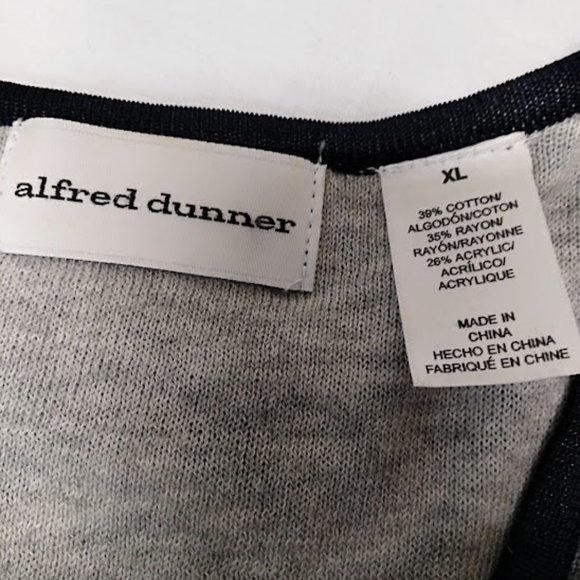 alfred dunner
XL
39% COTTON/
ALGODÓN/COTON
35% RAYON/
RAYÓN/RAYONNE
26% ACRYLIC/
ACRÍLICO/
ACRYLIQUE
MADE IN
CHINA
HECHO EN CHINA
FABRIQUÉ EN CHINE